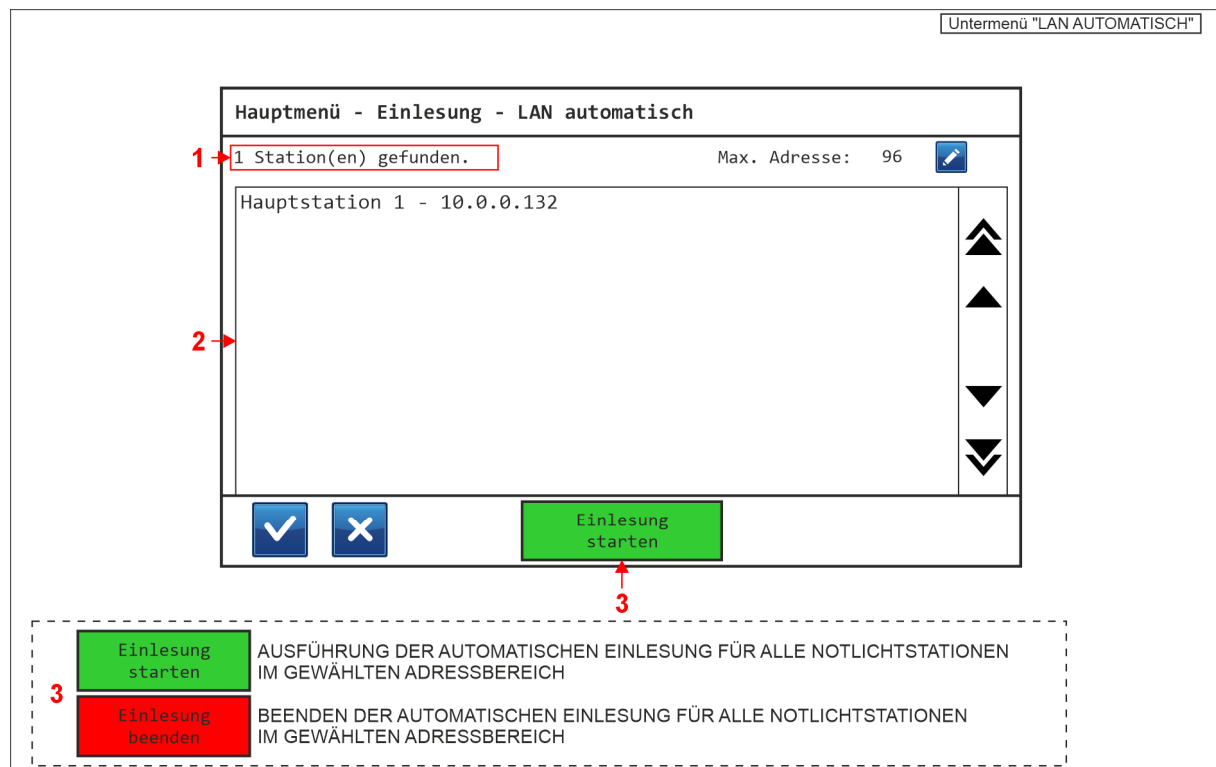 Untermenü "LAN AUTOMATISCH"
Hauptmenü - Einlesung - LAN automatisch
1
1 Station(en) gefunden.
Max. Adresse: 96
Hauptstation 1 - 10.0.0.132
2
Einlesung
starten
3
Einlesung
starten
AUSFÜHRUNG DER AUTOMATISCHEN EINLESUNG FÜR ALLE NOTLICHTSTATIONEN
IM GEWÄHLTEN ADRESSBEREICH
3
Einlesung
beenden
BEENDEN DER AUTOMATISCHEN EINLESUNG FÜR ALLE NOTLICHTSTATIONEN
IM GEWÄHLTEN ADRESSBEREICH